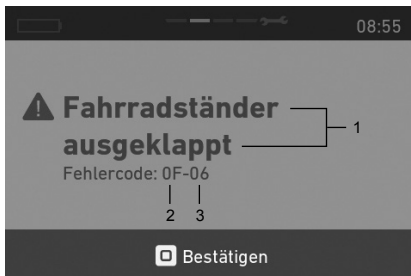 08:55
Fahrradständer
ausgeklappt
1
Fehlercode: 0F-06
2 3
Bestätigen